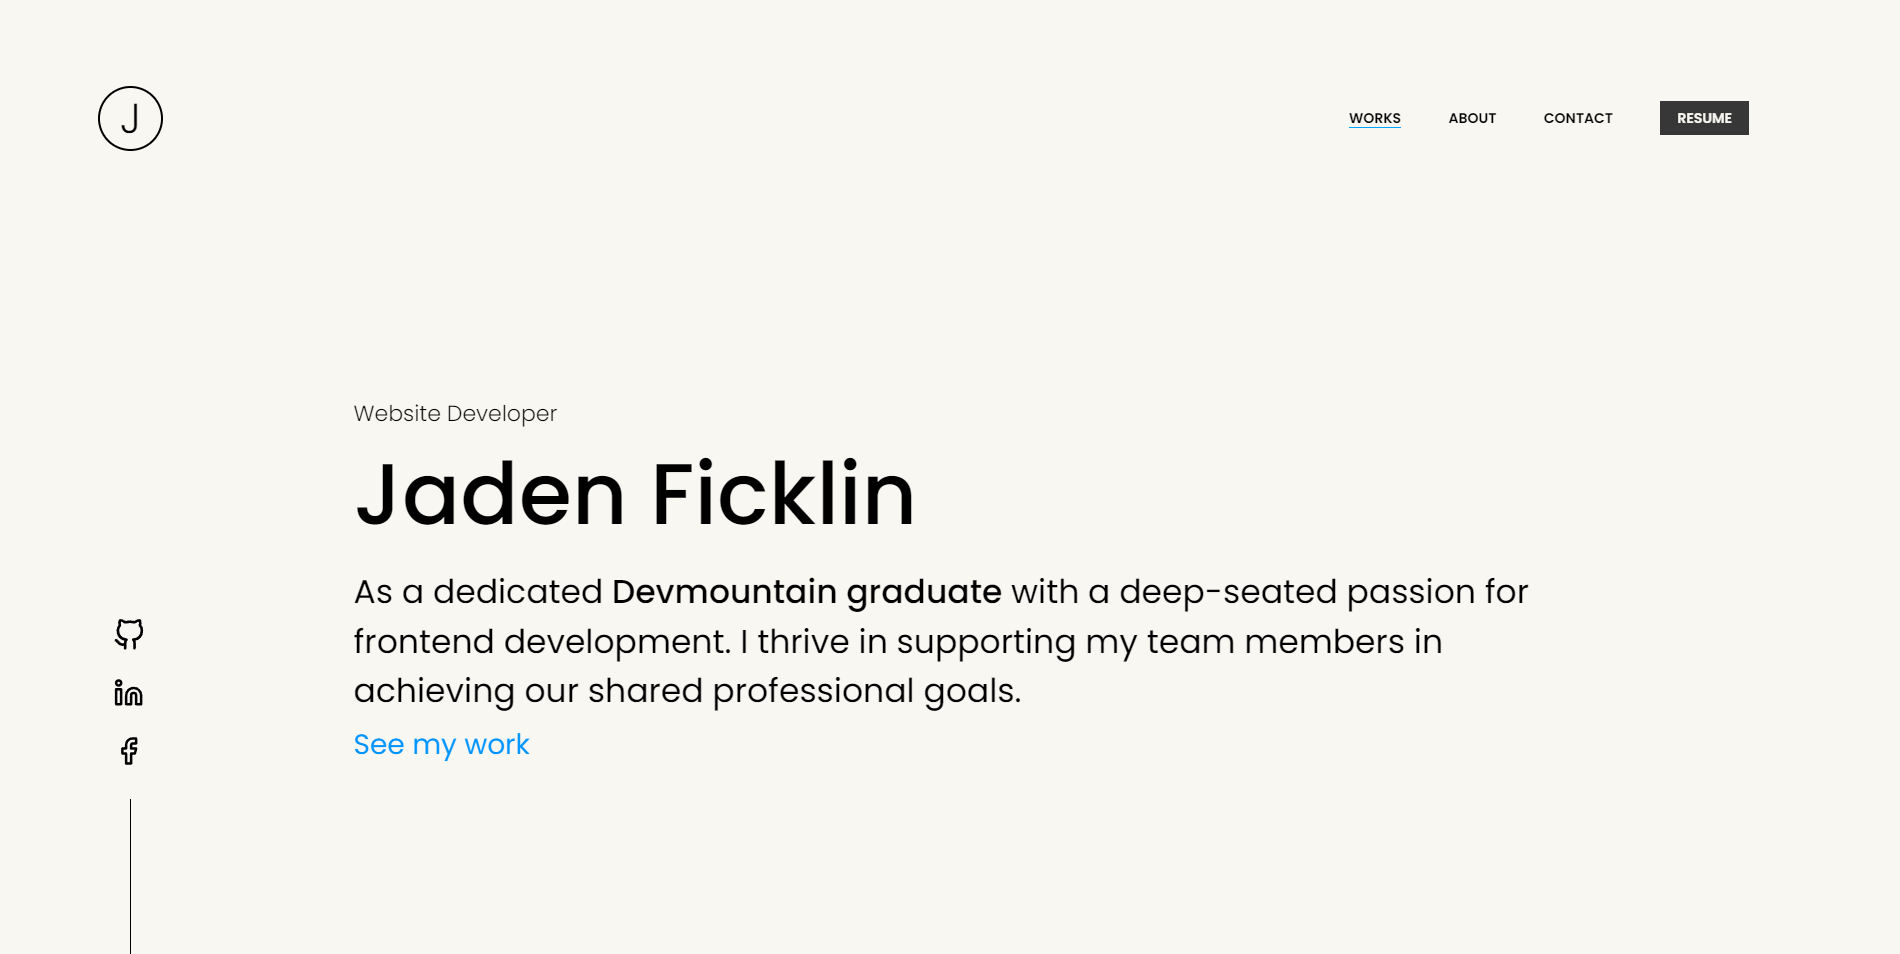 J
WORKS ABOUT CONTACT RESUME
Website Developer
Jaden Ficklin
As a dedicated Devmountain graduate with a deep-seated passion for
frontend development. I thrive in supporting my team members in
achieving our shared professional goals.
See my work